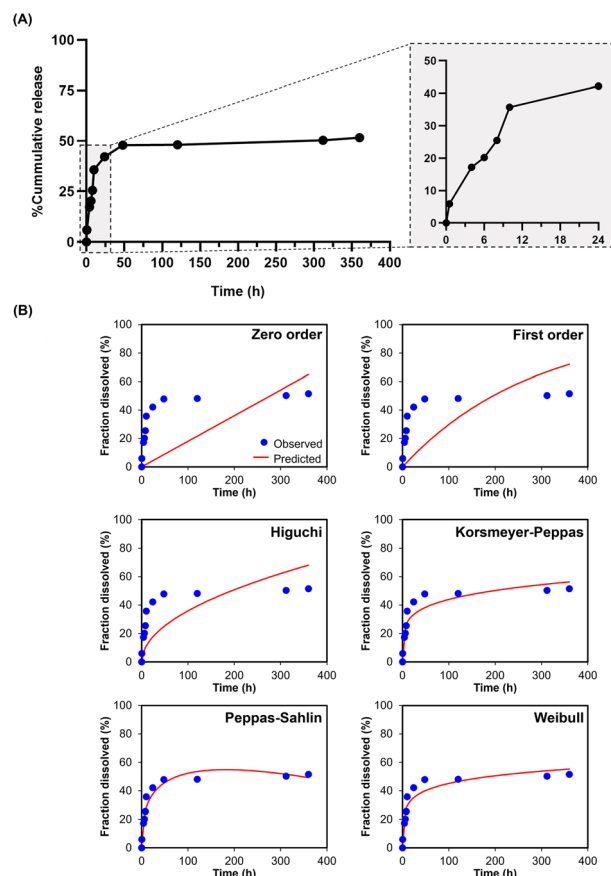 (A)
%Cummulative release
100
75
50
25
0
0 50 100 150 200 250 300 350 400
Time (h)
50
40
30
20
10
0
0 6 12 18 24
(B)
Zero order
Fraction dissolved (%)
100
80
60
40
20
0
0 100 200 300 400
Time (h)
Observed
Predicted
First order
Fraction dissolved (%)
100
80
60
40
20
0
0 100 200 300 400
Time (h)
Higuchi
Fraction dissolved (%)
100
80
60
40
20
0
0 100 200 300 400
Time (h)
Korsmeyer-Peppas
Fraction dissolved (%)
100
80
60
40
20
0
0 100 200 300 400
Time (h)
Peppas-Sahlin
Fraction dissolved (%)
100
80
60
40
20
0
0 100 200 300 400
Time (h)
Weibull
Fraction dissolved (%)
100
80
60
40
20
0
0 100 200 300 400
Time (h)